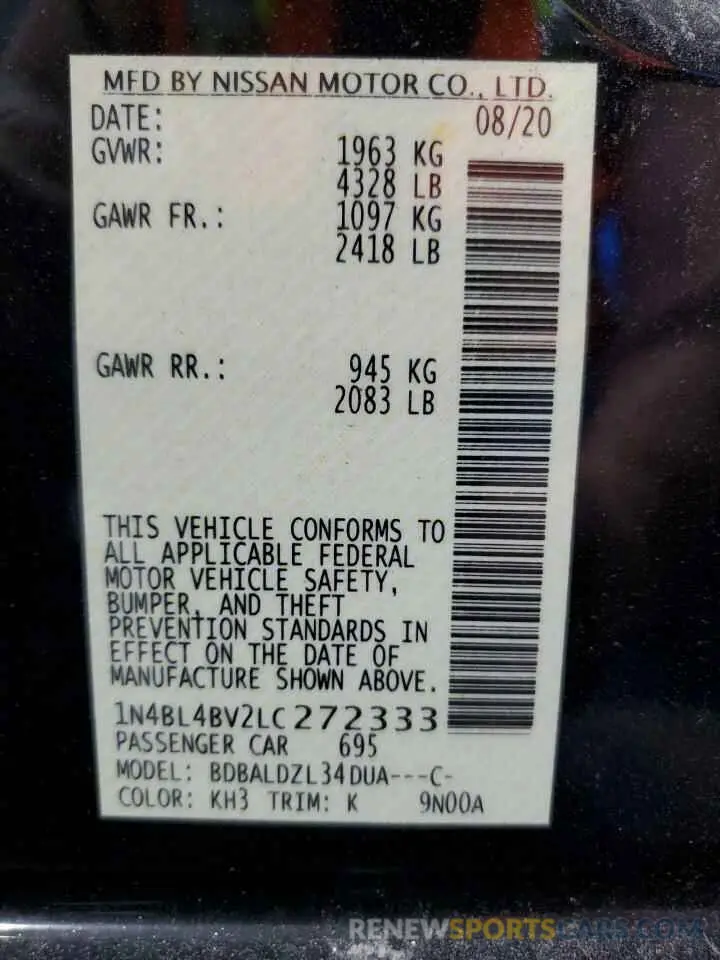 MFD BY NISSAN MOTOR CO., LTD.
DATE: 08/20
GVWR: 1963 KG
4328 LB
GAWR FR.: 1097 KG
2418 LB
GAWR RR.: 945 KG
2083 LB
THIS VEHICLE CONFORMS TO
ALL APPLICABLE FEDERAL
MOTOR VEHICLE SAFETY,
BUMPER, AND THEFT
PREVENTION STANDARDS IN
EFFECT ON THE DATE OF
MANUFACTURE SHOWN ABOVE.
1N4BL4BV2LC272333
PASSENGER CAR 695
MODEL: BDBALDZL34DUA---C-
COLOR: KH3 TRIM: K 9N00A
RENEWSPORTSCARS.COM